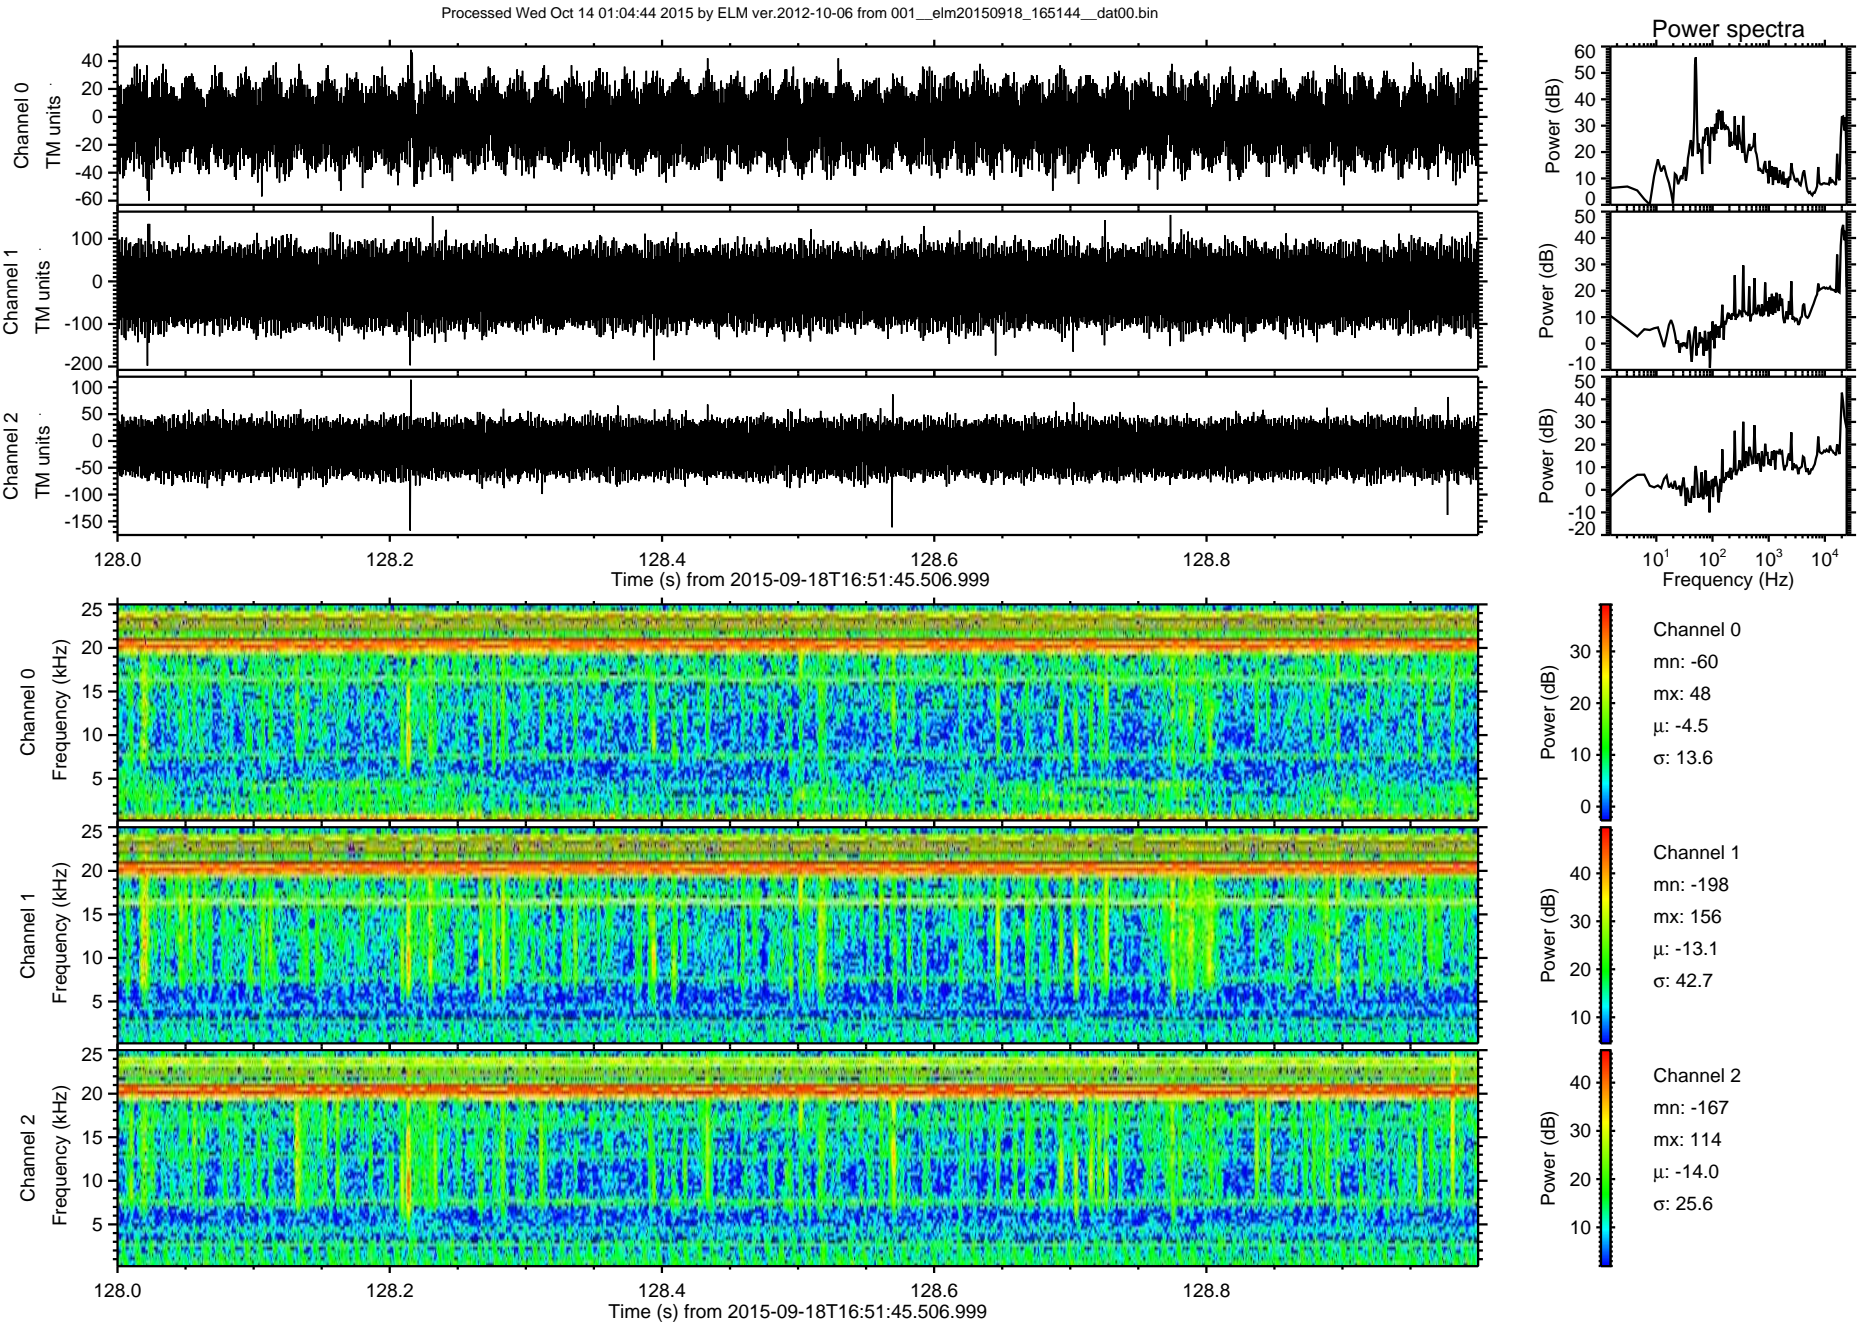 Processed Wed Oct 14 01:04:44 2015 by ELM ver.2012-10-06 from 001__elm20150918_165144__dat00.bin
Power spectra
Channel 0
TM units
40
20
0
-20
-40
-60
Power (dB)
60
50
40
30
20
10
0
Channel 1
TM units
100
0
-100
-200
Power (dB)
50
40
30
20
10
0
-10
Channel 2
TM units
100
50
0
-50
-100
-150
Power (dB)
50
40
30
20
10
0
-10
-20
128.0 128.2 128.4 128.6 128.8
Time (s) from 2015-09-18T16:51:45.506.999
10^1 10^2 10^3 10^4
Frequency (Hz)
Channel 0
Frequency (kHz)
25
20
15
10
5
Power (dB)
30
20
10
0
Channel 0
mn: -60
mx: 48
μ: -4.5
σ: 13.6
Channel 1
Frequency (kHz)
25
20
15
10
5
Power (dB)
40
30
20
10
Channel 1
mn: -198
mx: 156
μ: -13.1
σ: 42.7
Channel 2
Frequency (kHz)
25
20
15
10
5
Power (dB)
40
30
20
10
Channel 2
mn: -167
mx: 114
μ: -14.0
σ: 25.6
128.0 128.2 128.4 128.6 128.8
Time (s) from 2015-09-18T16:51:45.506.999